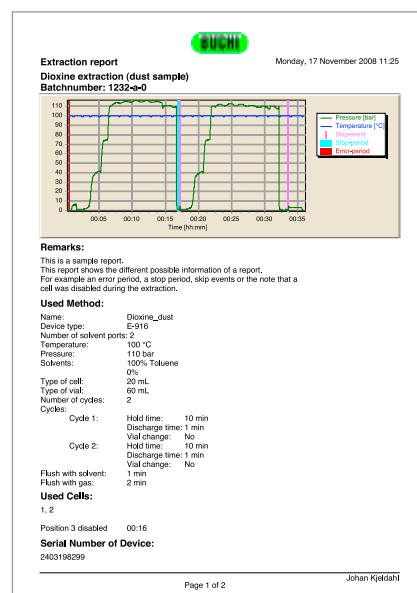 BUCHI
Extraction report
Monday, 17 November 2008 11:25
Dioxine extraction (dust sample)
Batchnumber: 1232-a-0
110
100
90
80
70
60
50
40
30
20
10
0
00:05 00:10 00:15 00:20 00:25 00:30 00:35
Time [hh:mm]
Pressure [bar]
Temperature [°C]
Skip-event
Stop-period
Error-period
Remarks:
This is a sample report.
This report shows the different possible information of a report.
For example an error period, a stop period, skip events or the note that a
cell was disabled during the extraction.
Used Method:
Name: Dioxine_dust
Device type: E-916
Number of solvent ports: 2
Temperature: 100 °C
Pressure: 110 bar
Solvents: 100% Toluene
0%
Type of cell: 20 mL
Type of vial: 60 mL
Number of cycles: 2
Cycles:
Cycle 1: Hold time: 10 min
Discharge time: 1 min
Vial change: No
Cycle 2: Hold time: 10 min
Discharge time: 1 min
Vial change: No
Flush with solvent: 1 min
Flush with gas: 2 min
Used Cells:
1, 2
Position 3 disabled 00:16
Serial Number of Device:
2403198299
Johan Kjeldahl
Page 1 of 2